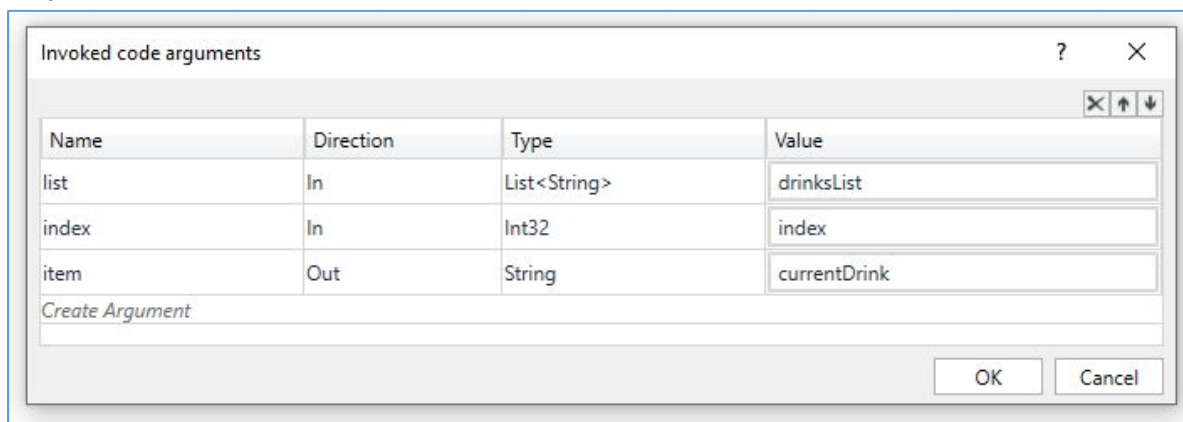 Invoked code arguments ?
Name Direction Type Value
list In List<String> drinksList
index In Int32 index
item Out String currentDrink
Create Argument
OK Cancel